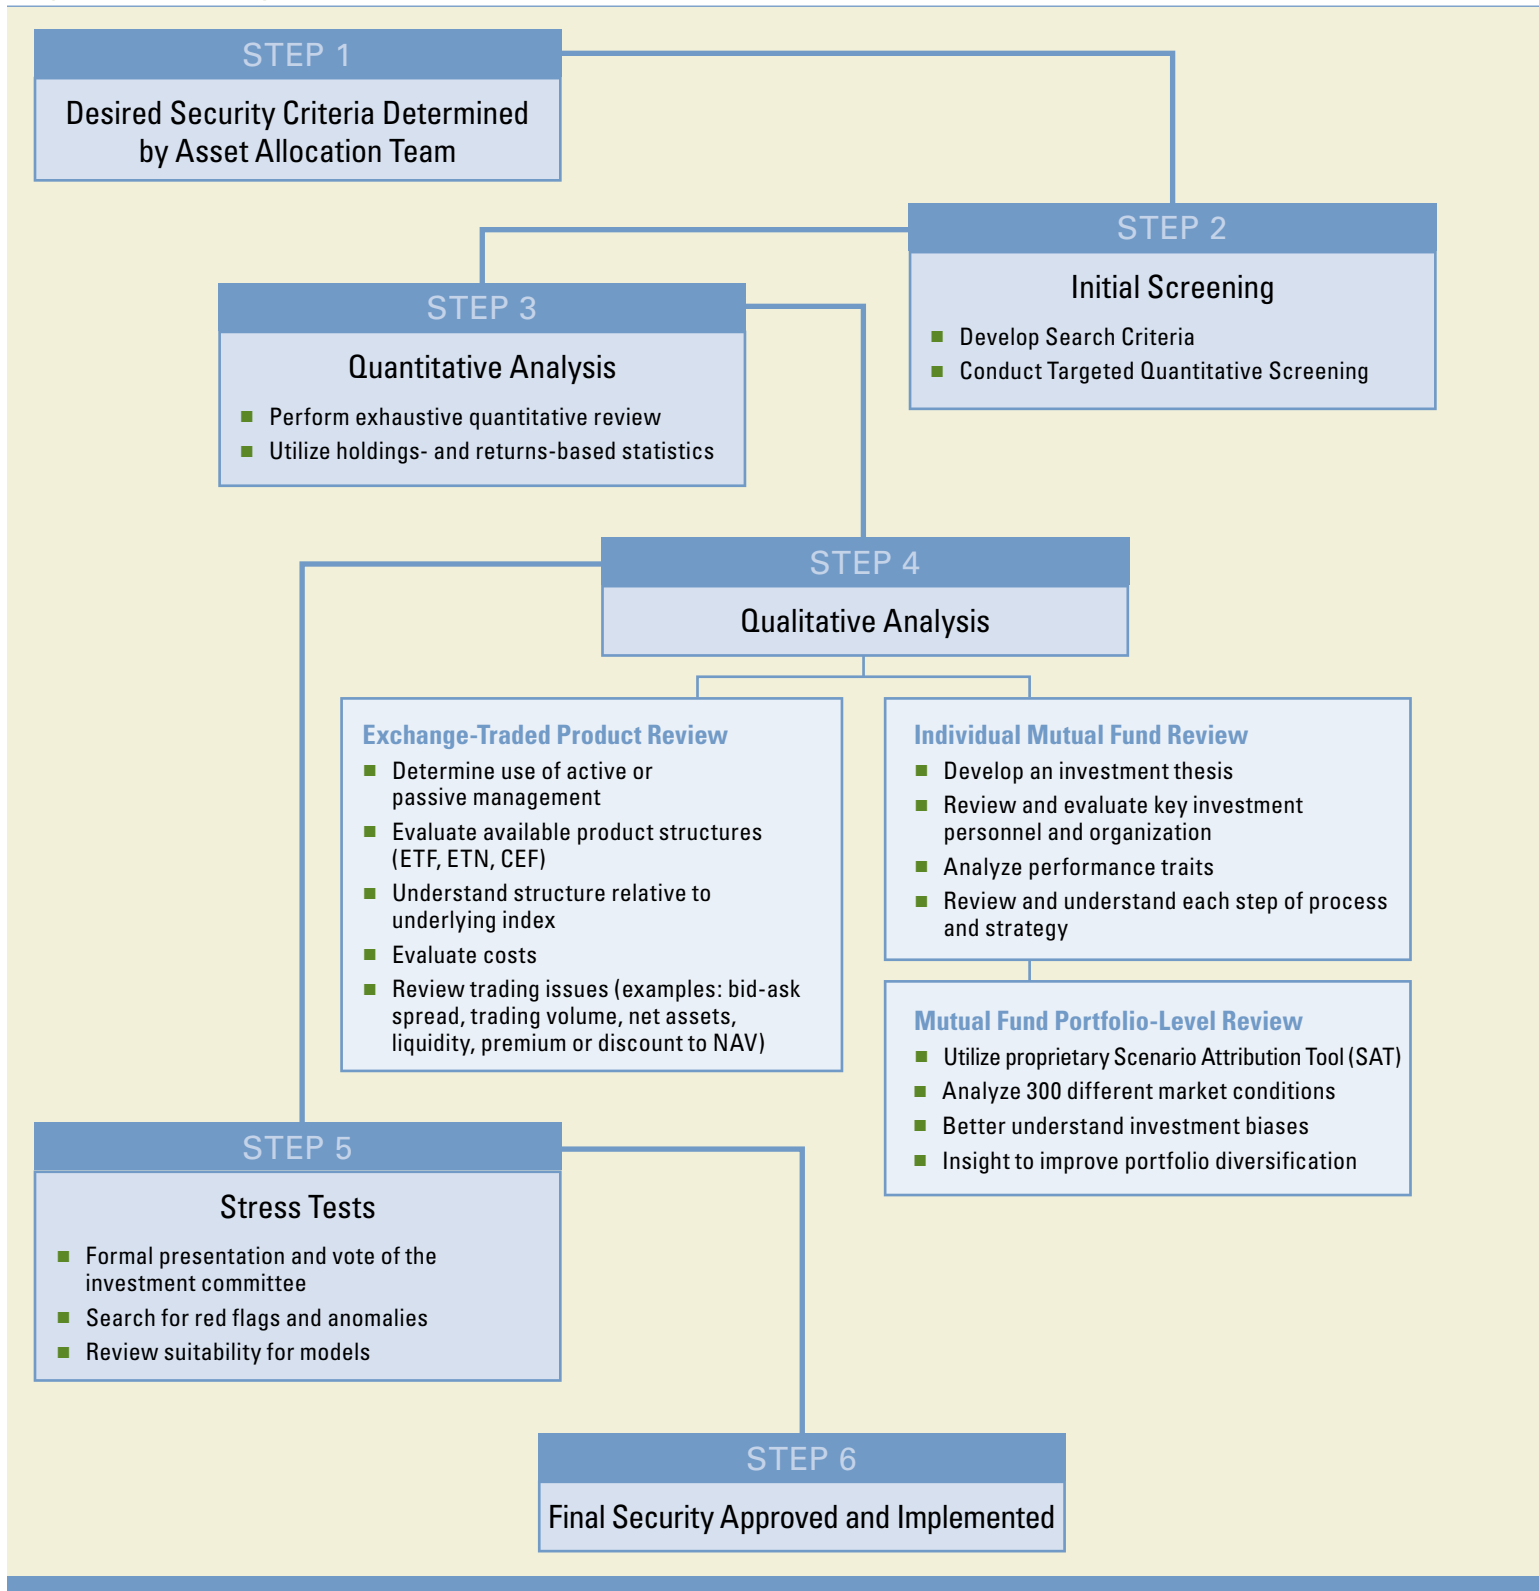 STEP 1
Desired Security Criteria Determined
by Asset Allocation Team
STEP 2
Initial Screening
Develop Search Criteria
Conduct Targeted Quantitative Screening
STEP 3
Quantitative Analysis
Perform exhaustive quantitative review
Utilize holdings- and returns-based statistics
STEP 4
Qualitative Analysis
Exchange-Traded Product Review
Determine use of active or
passive management
Evaluate available product structures
(ETF, ETN, CEF)
Understand structure relative to
underlying index
Evaluate costs
Review trading issues (examples: bid-ask
spread, trading volume, net assets,
liquidity, premium or discount to NAV)
Individual Mutual Fund Review
Develop an investment thesis
Review and evaluate key investment
personnel and organization
Analyze performance traits
Review and understand each step of process
and strategy
Mutual Fund Portfolio-Level Review
Utilize proprietary Scenario Attribution Tool (SAT)
Analyze 300 different market conditions
Better understand investment biases
Insight to improve portfolio diversification
STEP 5
Stress Tests
Formal presentation and vote of the
investment committee
Search for red flags and anomalies
Review suitability for models
STEP 6
Final Security Approved and Implemented